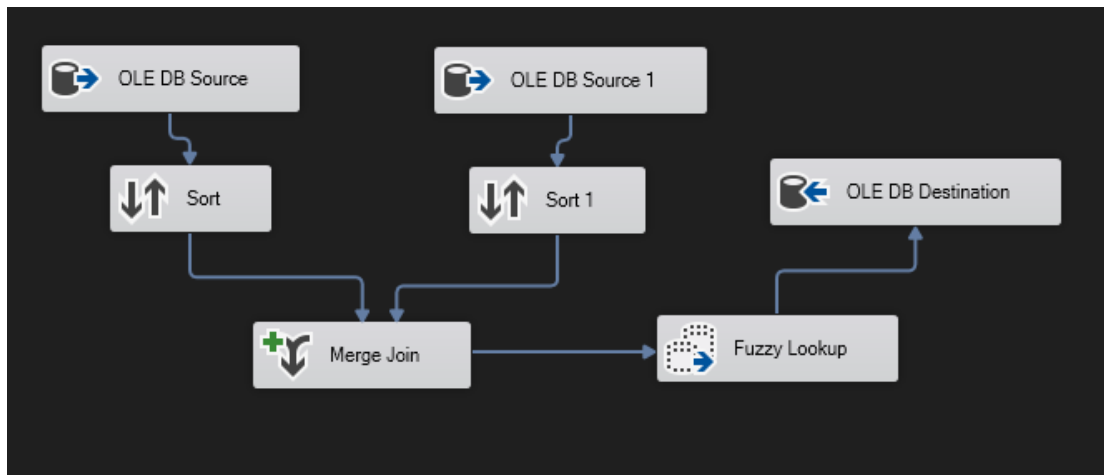 OLE DB Source
OLE DB Source 1
Sort
Sort 1
OLE DB Destination
Merge Join
Fuzzy Lookup